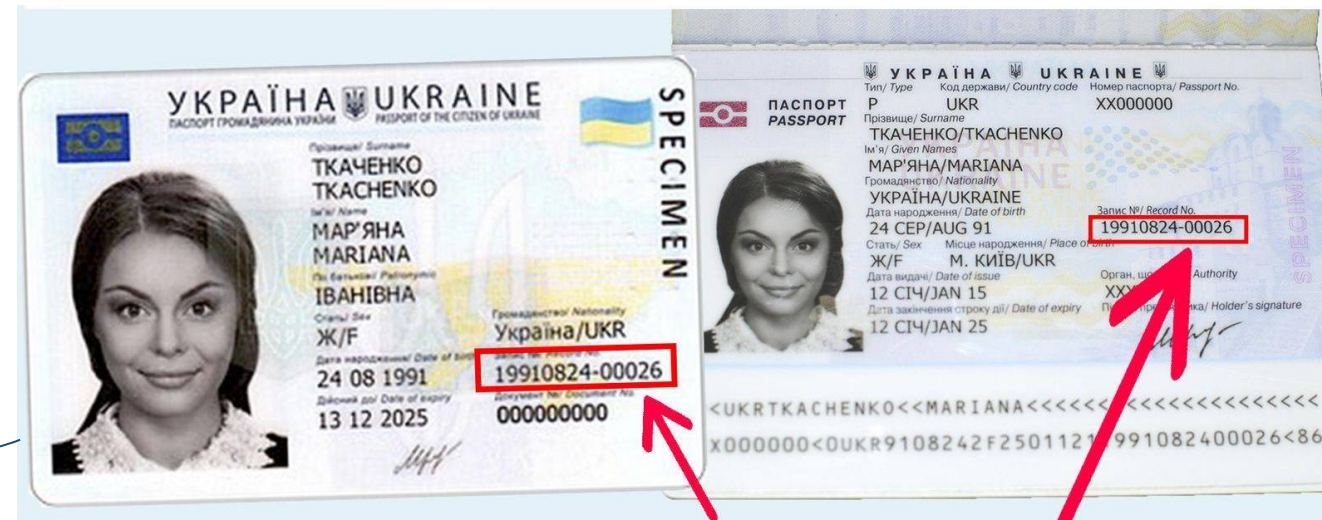 УКРАЇНА UKRAINE
ПАСПОРТ ГРОМАДЯНИНА УКРАЇНИ PASSPORT OF THE CITIZEN OF UKRAINE
SPECIMEN
Прізвище/ Surname
ТКАЧЕНКО
TKACHENKO
Ім'я/ Name
МАР'ЯНА
MARIANA
По батькові/ Patronymic
ІВАНІВНА
Стать/ Sex Громадянство/ Nationality
Ж/F Україна/UKR
Дата народження/ Date of birth Запис №/ Record No.
24 08 1991 19910824-00026
Дійсний до/ Date of expiry Документ №/ Document No.
13 12 2025 000000000
УКРАЇНА UKRAINE
Тип/ Type Код держави/ Country code Номер паспорта/ Passport No.
ПАСПОРТ P UKR XX000000
PASSPORT
Прізвище/ Surname
ТКАЧЕНКО/TKACHENKO
Ім'я/ Given Names
МАР'ЯНА/MARIANA
Громадянство/ Nationality
УКРАЇНА/UKRAINE
Дата народження/ Date of birth Запис №/ Record No.
24 СЕР/AUG 91 19910824-00026
Стать/ Sex Місце народження/ Place of birth
Ж/F М. КИЇВ/UKR
Дата видачі/ Date of issue Орган, Authority
12 СІЧ/JAN 15
Дата закінчення строку дії/ Date of expiry Holder's signature
12 СІЧ/JAN 25
SPECIMEN
<UKRTKACHENKO<<MARIANA<<<<<<<<<<<<<<<<<<<<
X000000<0UKR9108242F2501121 991082400026<86